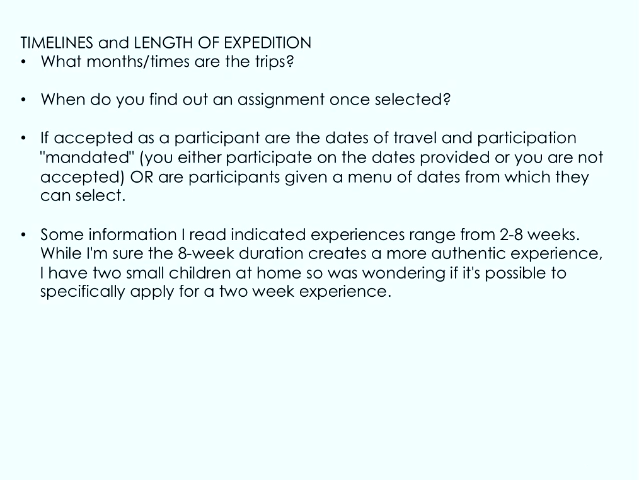 TIMELINES and LENGTH OF EXPEDITION
• What months/times are the trips?
• When do you find out an assignment once selected?
• If accepted as a participant are the dates of travel and participation
"mandated" (you either participate on the dates provided or you are not
accepted) OR are participants given a menu of dates from which they
can select.
• Some information I read indicated experiences range from 2-8 weeks.
While I'm sure the 8-week duration creates a more authentic experience,
I have two small children at home so was wondering if it's possible to
specifically apply for a two week experience.